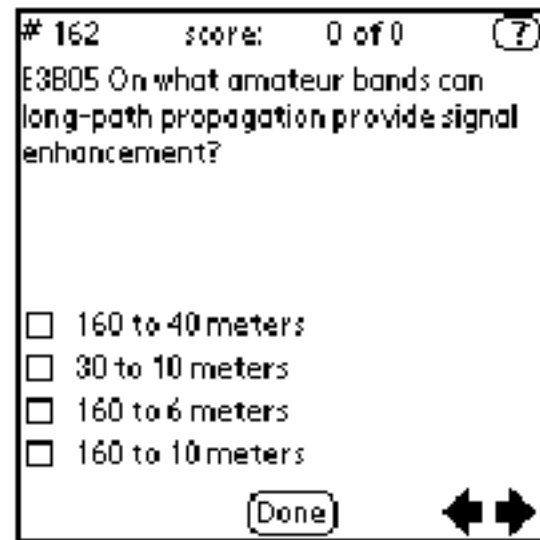 # 162 score: 0 of 0 ?
E3B05 On what amateur bands can
long-path propagation provide signal
enhancement?
160 to 40 meters
30 to 10 meters
160 to 6 meters
160 to 10 meters
Done